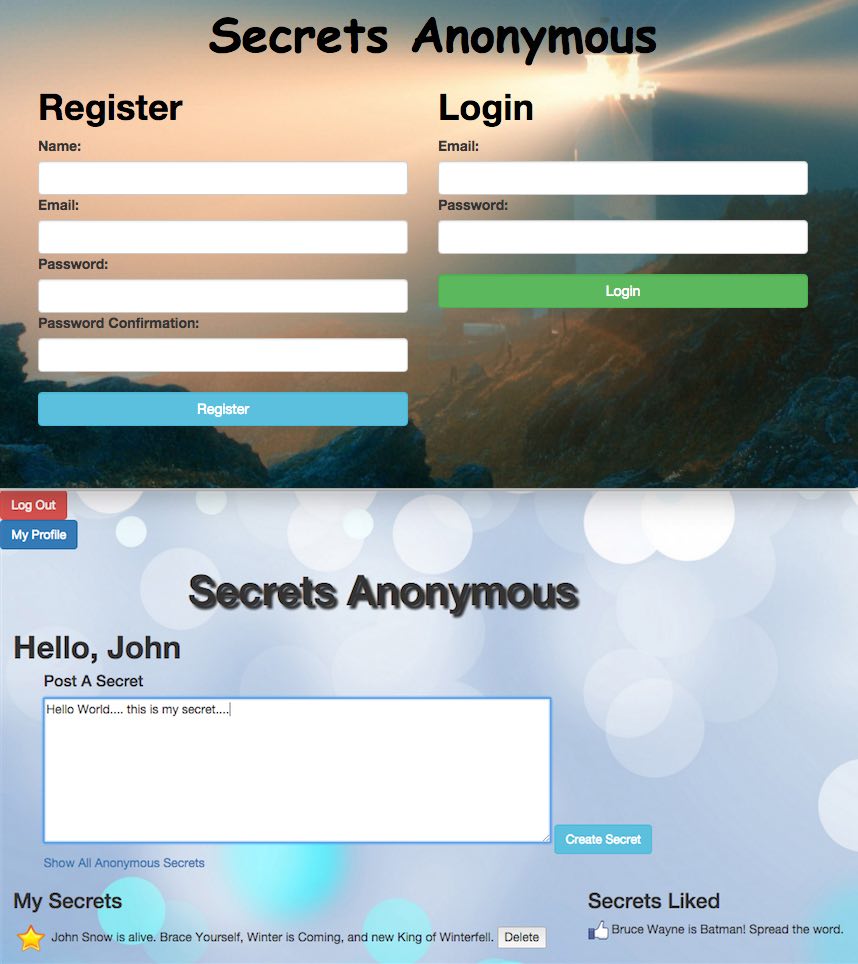 Secrets Anonymous
Register
Name:
Email:
Password:
Password Confirmation:
Register
Login
Email:
Password:
Login
Log Out
My Profile
Secrets Anonymous
Hello, John
Post A Secret
Hello World.... this is my secret....
Create Secret
Show All Anonymous Secrets
My Secrets
John Snow is alive. Brace Yourself, Winter is Coming, and new King of Winterfell. Delete
Secrets Liked
Bruce Wayne is Batman! Spread the word.